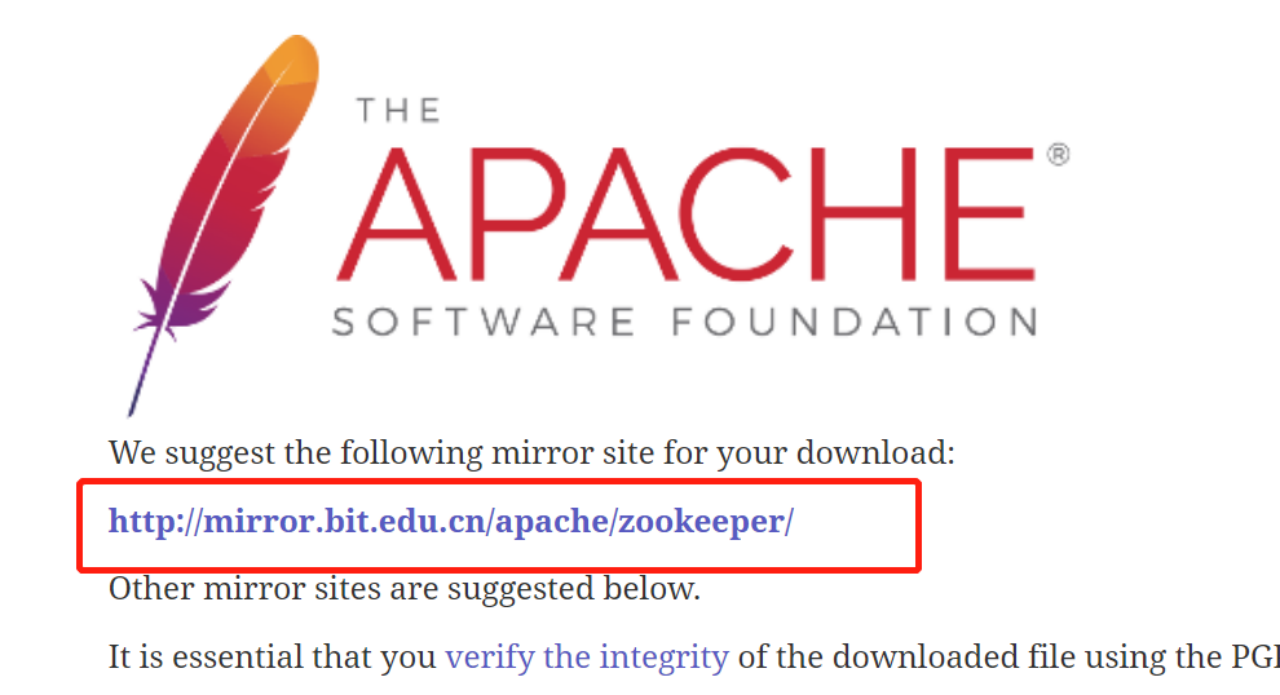 THE
APACHE®
SOFTWARE FOUNDATION
We suggest the following mirror site for your download:
http://mirror.bit.edu.cn/apache/zookeeper/
Other mirror sites are suggested below.
It is essential that you verify the integrity of the downloaded file using the